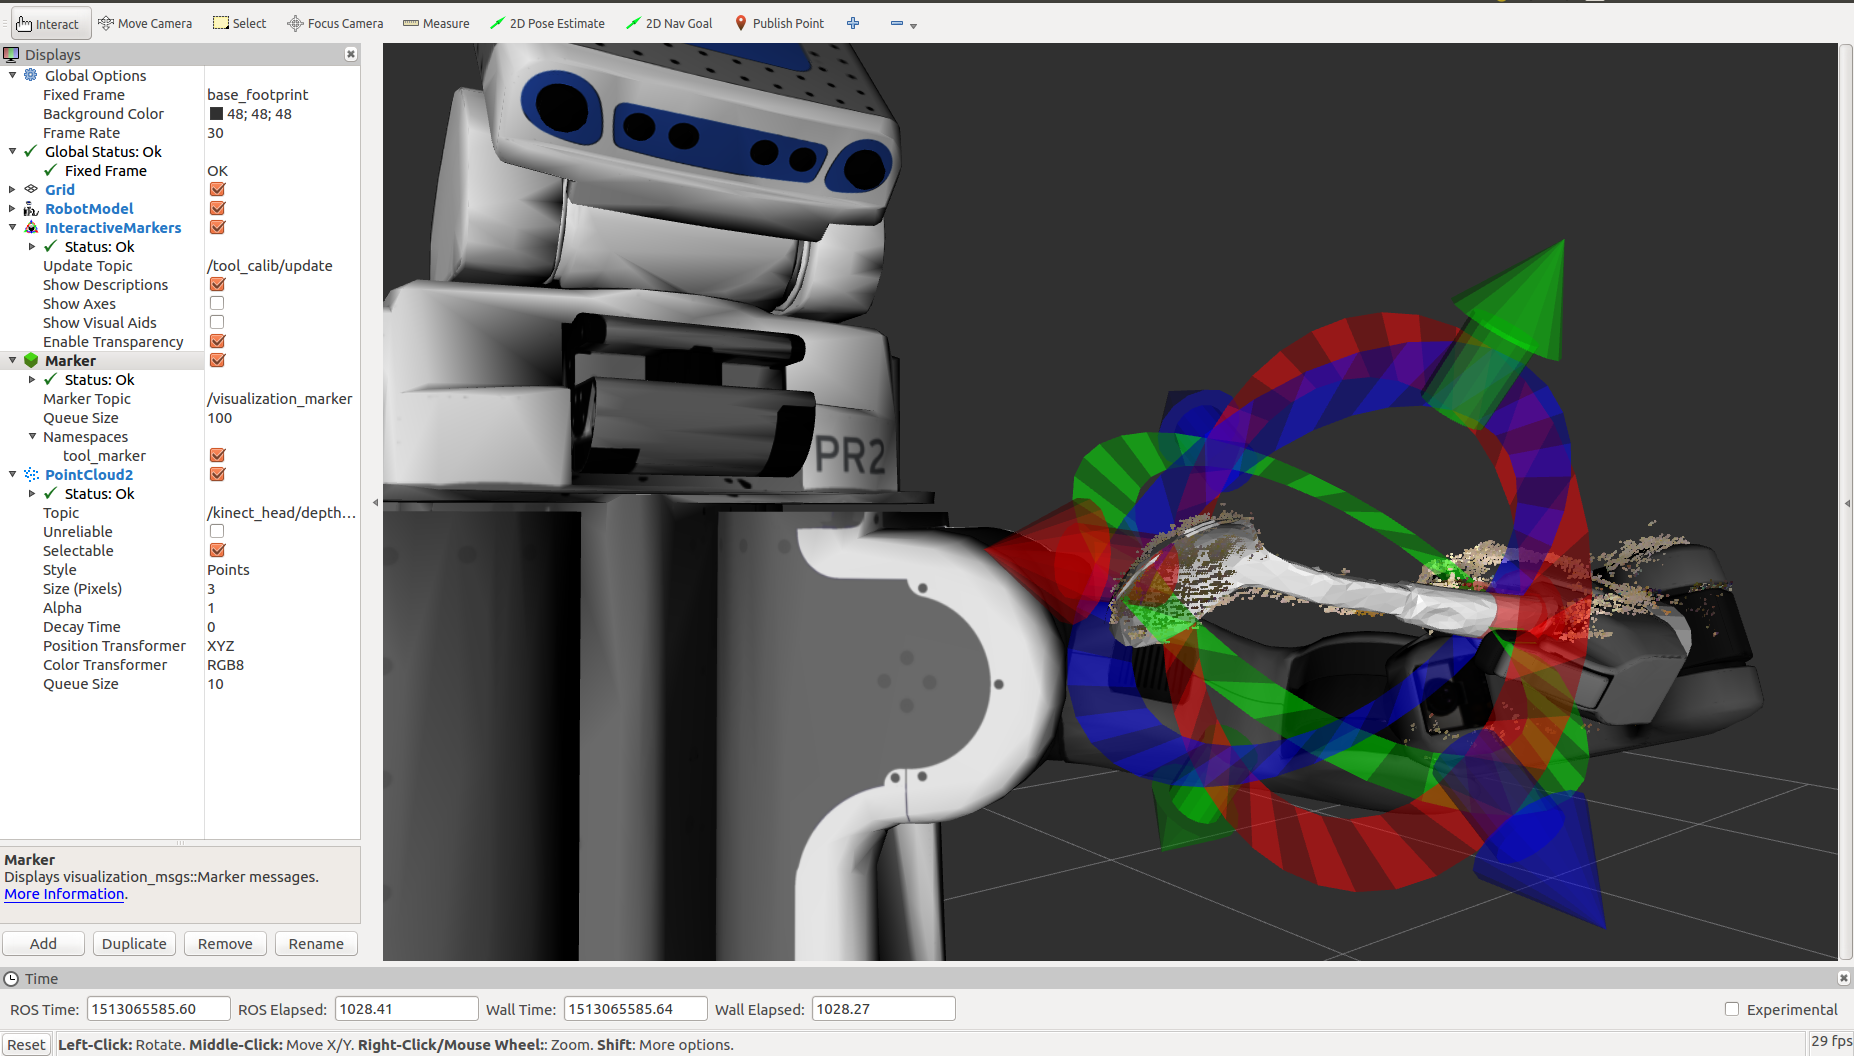 Interact Move Camera Select Focus Camera Measure 2D Pose Estimate 2D Nav Goal Publish Point
Displays
Global Options
Fixed Frame base_footprint
Background Color 48; 48; 48
Frame Rate 30
Global Status: Ok
Fixed Frame OK
Grid
RobotModel
InteractiveMarkers
Status: Ok
Update Topic /tool_calib/update
Show Descriptions
Show Axes
Show Visual Aids
Enable Transparency
Marker
Status: Ok
Marker Topic /visualization_marker
Queue Size 100
Namespaces
tool_marker
PointCloud2
Status: Ok
Topic /kinect_head/depth...
Unreliable
Selectable
Style Points
Size (Pixels) 3
Alpha 1
Decay Time 0
Position Transformer XYZ
Color Transformer RGB8
Queue Size 10
PR2
Marker
Displays visualization_msgs::Marker messages.
More Information.
Add Duplicate Remove Rename
Time
ROS Time: 1513065585.60 ROS Elapsed: 1028.41 Wall Time: 1513065585.64 Wall Elapsed: 1028.27 Experimental
Reset Left-Click: Rotate. Middle-Click: Move X/Y. Right-Click/Mouse Wheel:: Zoom. Shift: More options. 29 fps